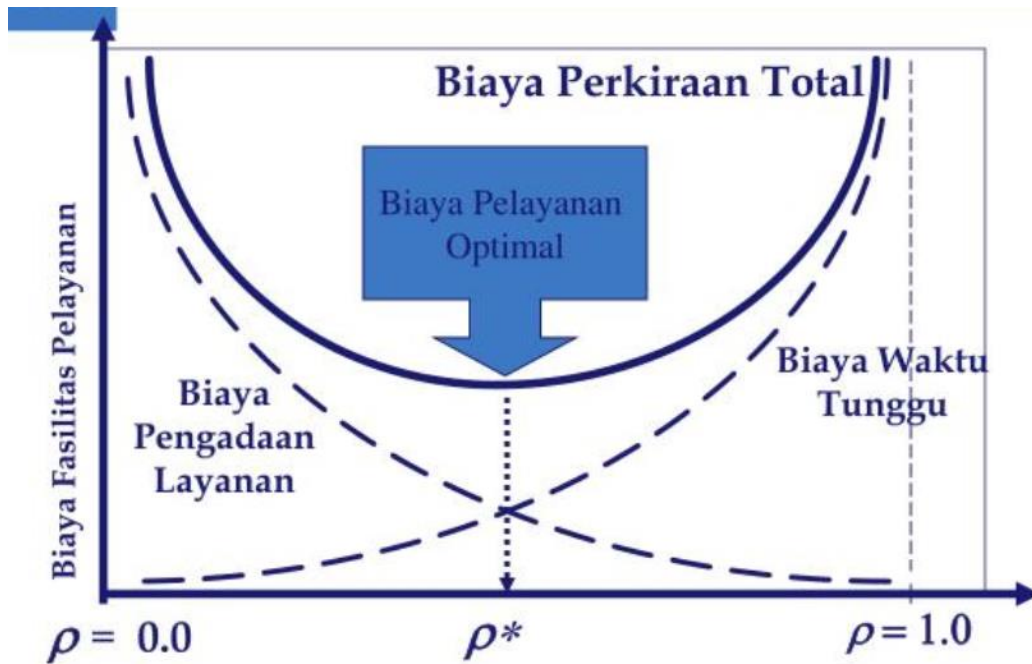 Biaya Perkiraan Total
Biaya Pelayanan
Optimal
Biaya Fasilitas Pelayanan
Biaya
Pengadaan
Layanan
Biaya Waktu
Tunggu
ρ = 0.0
ρ*
ρ = 1.0